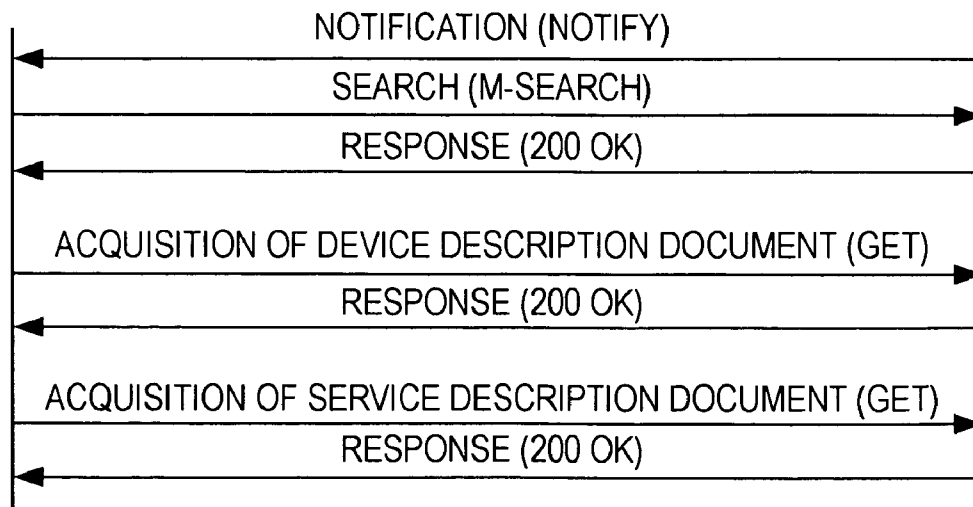 NOTIFICATION (NOTIFY)
SEARCH (M-SEARCH)
RESPONSE (200 OK)
ACQUISITION OF DEVICE DESCRIPTION DOCUMENT (GET)
RESPONSE (200 OK)
ACQUISITION OF SERVICE DESCRIPTION DOCUMENT (GET)
RESPONSE (200 OK)